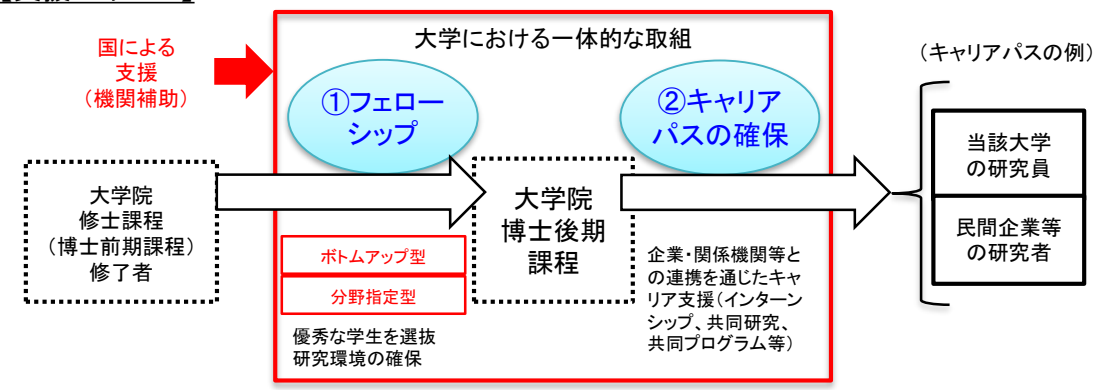 国による
支援
（機関補助）
大学における一体的な取組
（キャリアパスの例）
①フェロー
シップ
②キャリア
パスの確保
大学院
修士課程
（博士前期課程）
修了者
大学院
博士後期
課程
当該大学
の研究員
民間企業等
の研究者
ボトムアップ型
分野指定型
優秀な学生を選抜
研究環境の確保
企業・関係機関等と
の連携を通じたキャ
リア支援（インターン
シップ、共同研究、
共同プログラム等）